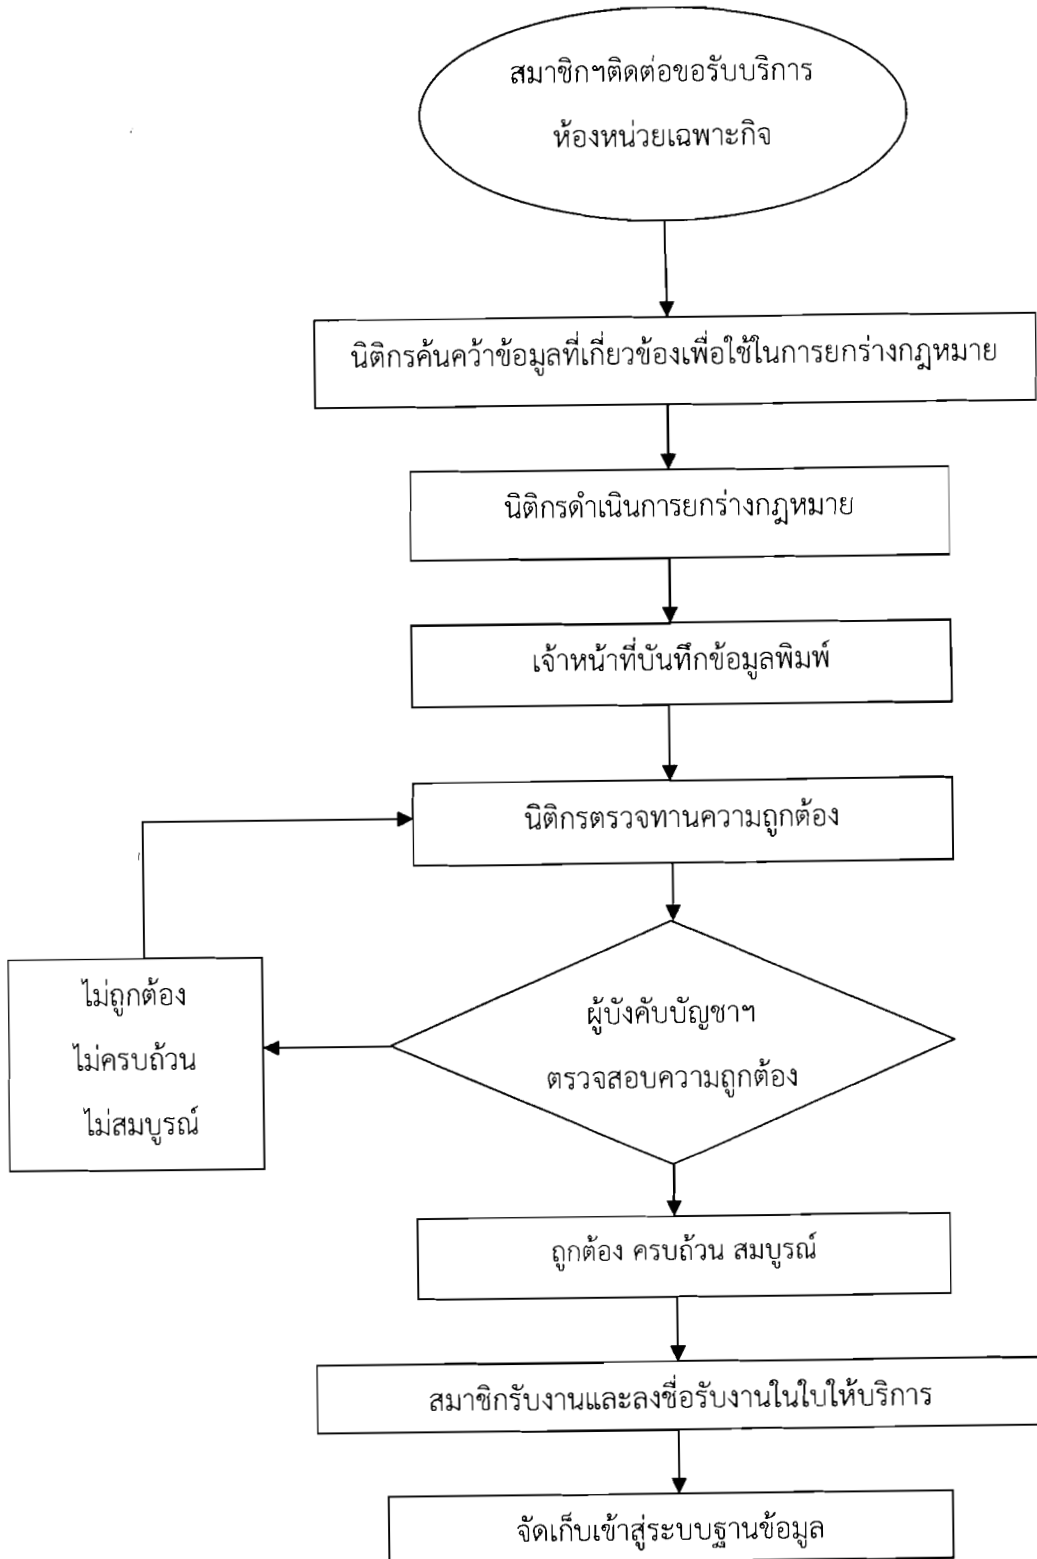 สมาชิกฯติดต่อขอรับบริการ
ห้องหน่วยเฉพาะกิจ
นิติกรค้นคว้าข้อมูลที่เกี่ยวข้องเพื่อใช้ในการยกร่างกฎหมาย
นิติกรดำเนินการยกร่างกฎหมาย
เจ้าหน้าที่บันทึกข้อมูลพิมพ์
นิติกรตรวจทานความถูกต้อง
ไม่ถูกต้อง
ไม่ครบถ้วน
ไม่สมบูรณ์
ผู้บังคับบัญชาฯ
ตรวจสอบความถูกต้อง
ถูกต้อง ครบถ้วน สมบูรณ์
สมาชิกรับงานและลงชื่อรับงานในใบให้บริการ
จัดเก็บเข้าสู่ระบบฐานข้อมูล